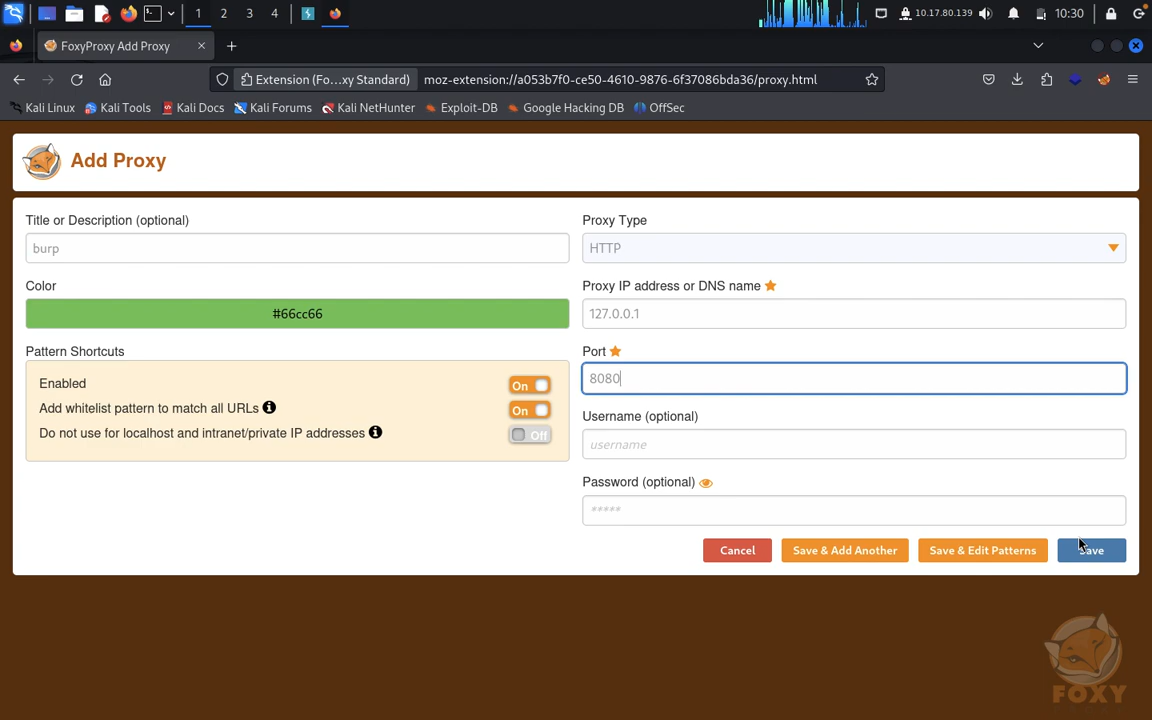 1 2 3 4 10.17.80.139 10:30
FoxyProxy Add Proxy
Extension (Fo...xy Standard) moz-extension://a053b7f0-ce50-4610-9876-6f37086bda36/proxy.html
Kali Linux Kali Tools Kali Docs Kali Forums Kali NetHunter Exploit-DB Google Hacking DB OffSec
Add Proxy
Title or Description (optional)
burp
Color
#66cc66
Pattern Shortcuts
Enabled On
Add whitelist pattern to match all URLs On
Do not use for localhost and intranet/private IP addresses Off
Proxy Type
HTTP
Proxy IP address or DNS name
127.0.0.1
Port
8080
Username (optional)
username
Password (optional)
*****
Cancel Save & Add Another Save & Edit Patterns Save
FOXY